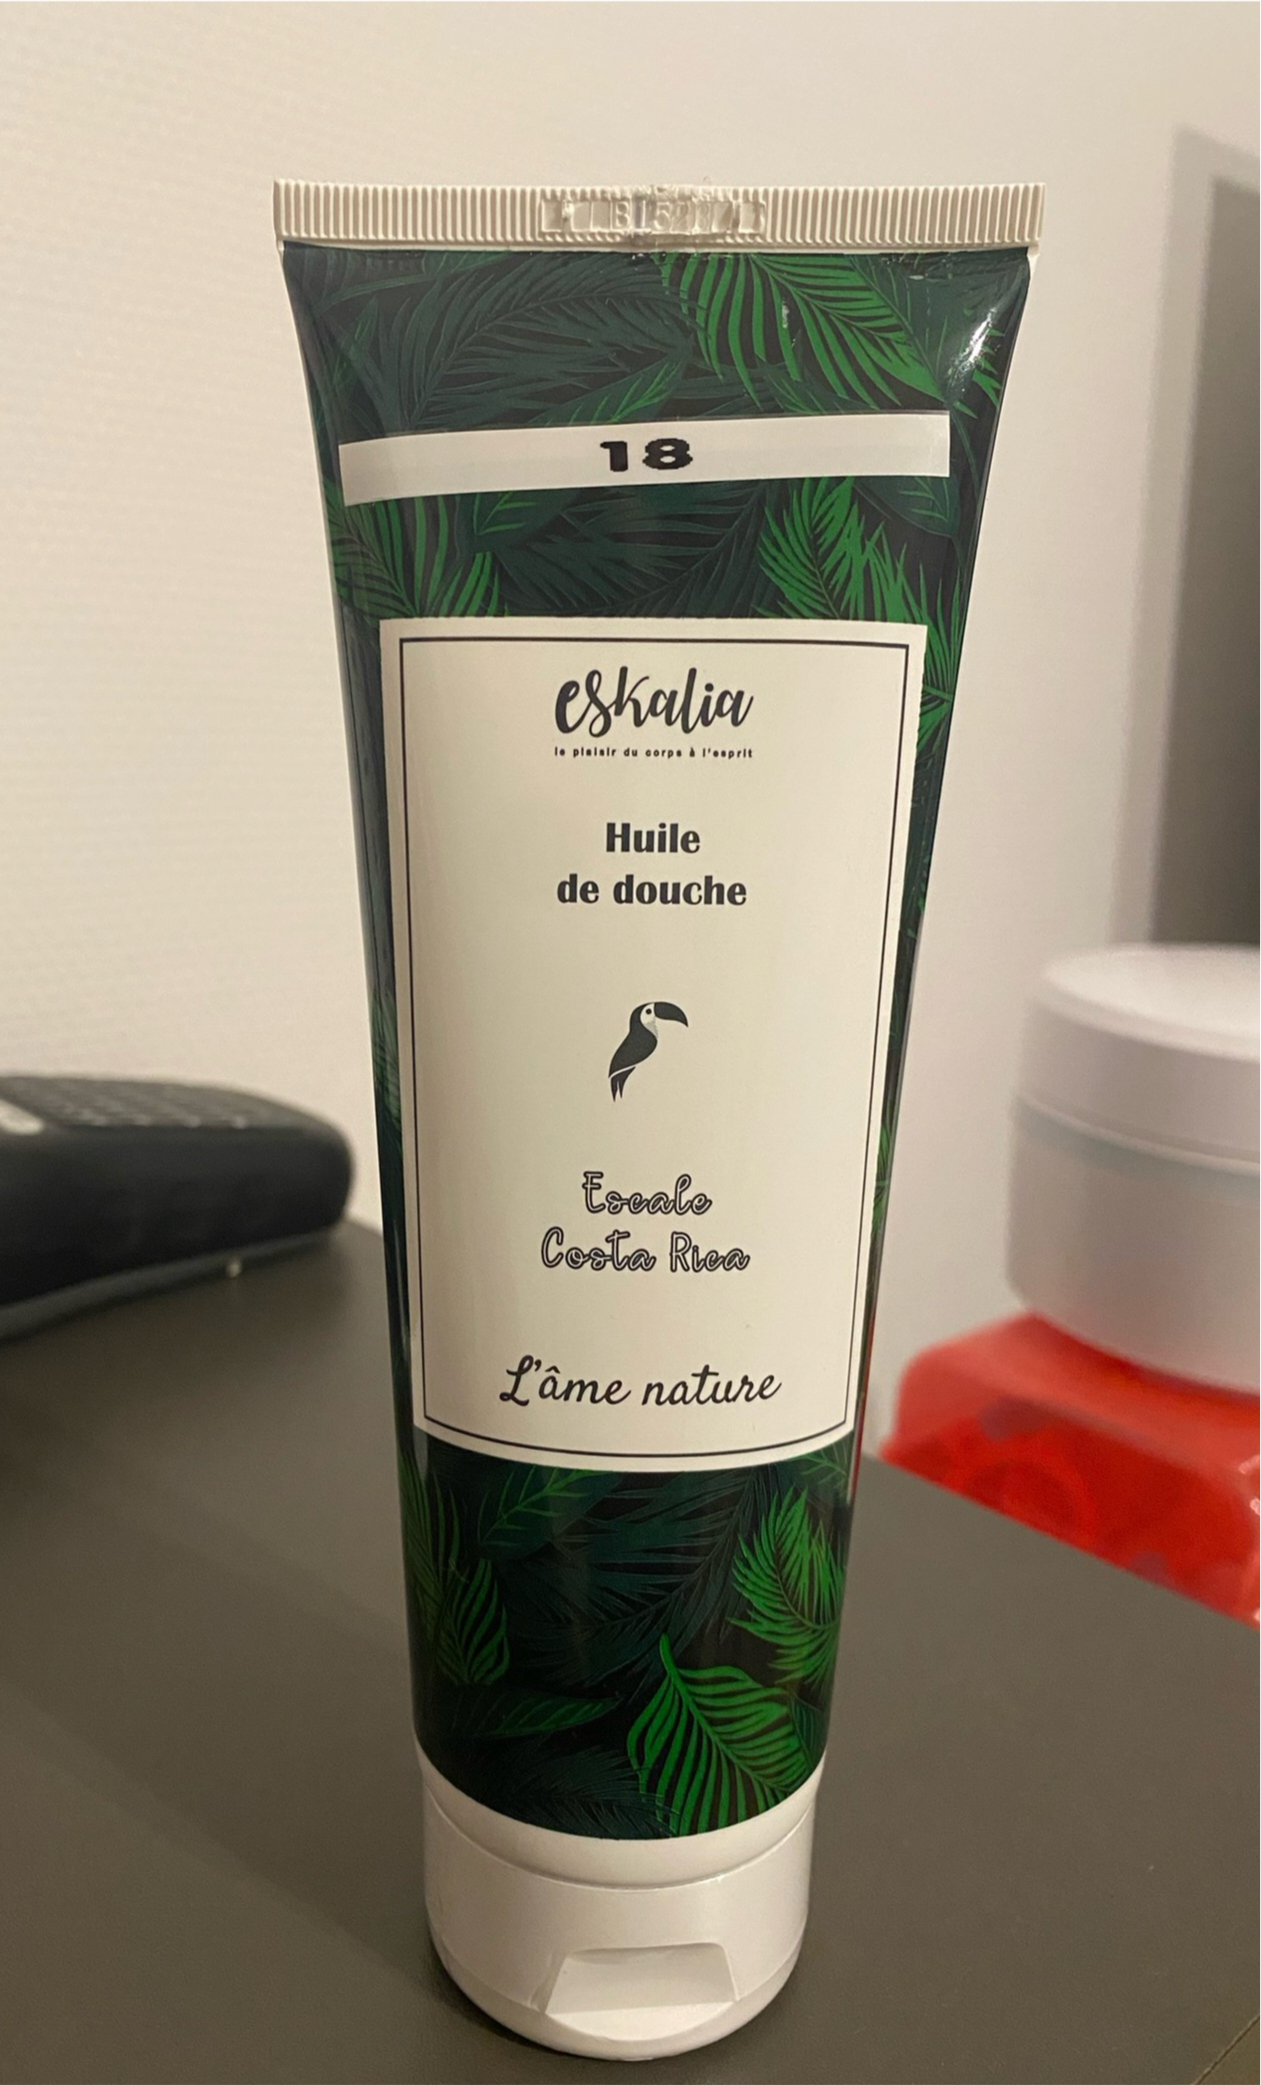 18
eskalia
le plaisir du corps à l'esprit
Huile
de douche
Escale
Costa Rica
L'âme nature